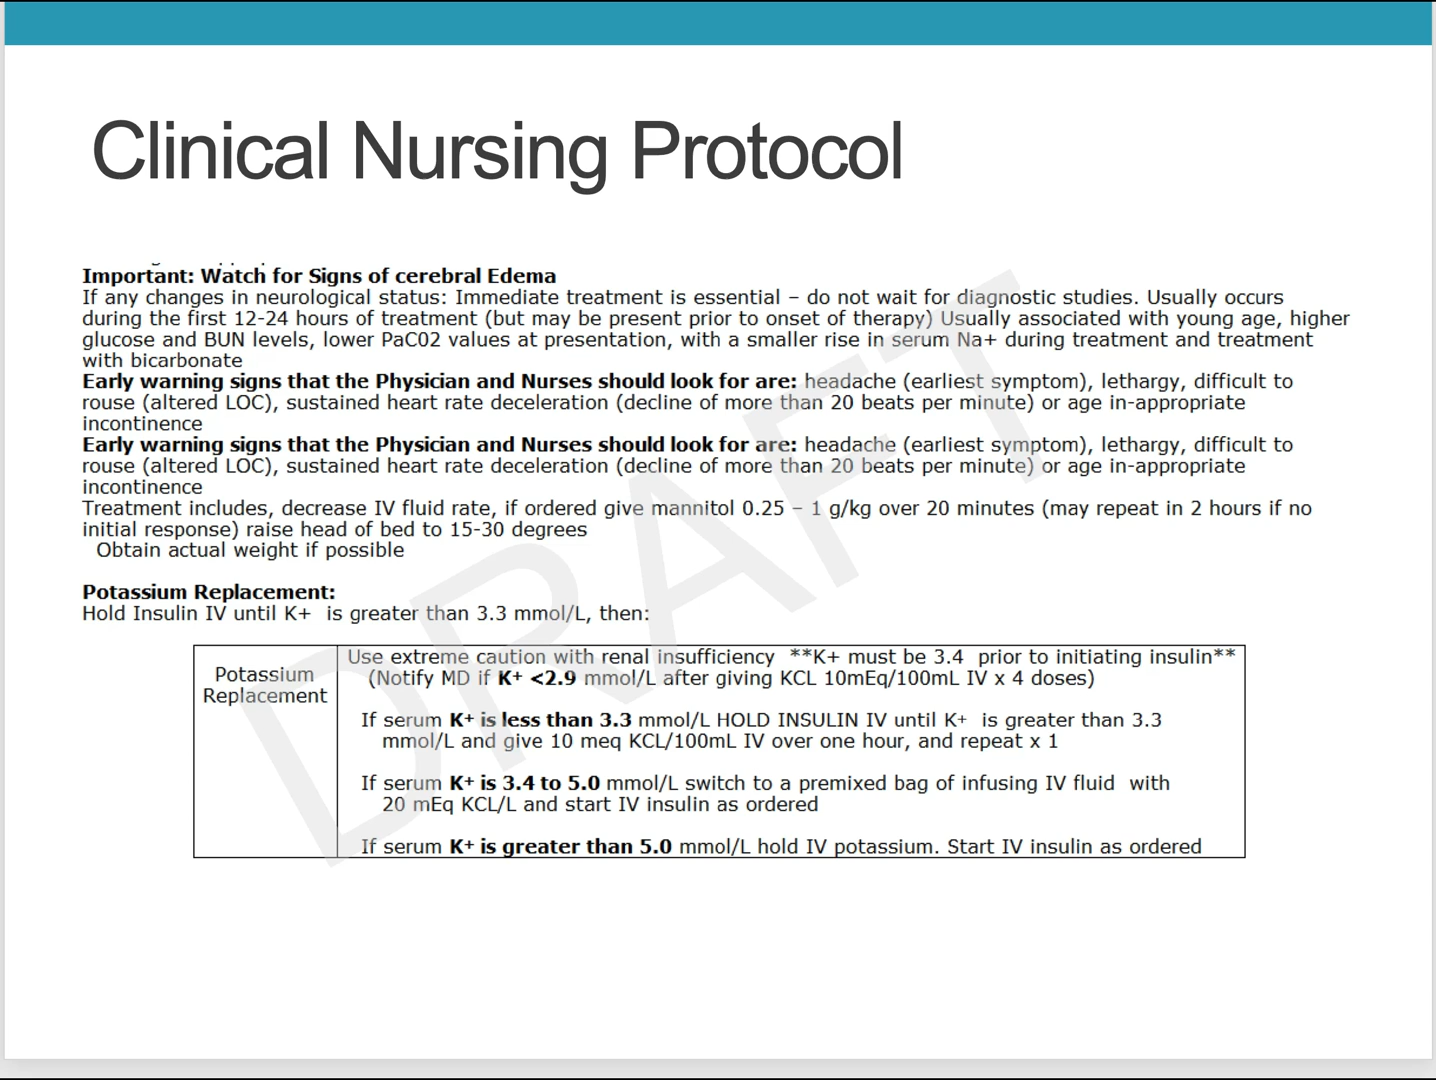 Clinical Nursing Protocol
Important: Watch for Signs of cerebral Edema
If any changes in neurological status: Immediate treatment is essential – do not wait for diagnostic studies. Usually occurs
during the first 12-24 hours of treatment (but may be present prior to onset of therapy) Usually associated with young age, higher
glucose and BUN levels, lower PaC02 values at presentation, with a smaller rise in serum Na+ during treatment and treatment
with bicarbonate
Early warning signs that the Physician and Nurses should look for are: headache (earliest symptom), lethargy, difficult to
rouse (altered LOC), sustained heart rate deceleration (decline of more than 20 beats per minute) or age in-appropriate
incontinence
Early warning signs that the Physician and Nurses should look for are: headache (earliest symptom), lethargy, difficult to
rouse (altered LOC), sustained heart rate deceleration (decline of more than 20 beats per minute) or age in-appropriate
incontinence
Treatment includes, decrease IV fluid rate, if ordered give mannitol 0.25 – 1 g/kg over 20 minutes (may repeat in 2 hours if no
initial response) raise head of bed to 15-30 degrees
Obtain actual weight if possible
Potassium Replacement:
Hold Insulin IV until K+ is greater than 3.3 mmol/L, then:
Potassium
Replacement
Use extreme caution with renal insufficiency **K+ must be 3.4 prior to initiating insulin**
(Notify MD if K+ <2.9 mmol/L after giving KCL 10mEq/100mL IV x 4 doses)
If serum K+ is less than 3.3 mmol/L HOLD INSULIN IV until K+ is greater than 3.3
mmol/L and give 10 meq KCL/100mL IV over one hour, and repeat x 1
If serum K+ is 3.4 to 5.0 mmol/L switch to a premixed bag of infusing IV fluid with
20 mEq KCL/L and start IV insulin as ordered
If serum K+ is greater than 5.0 mmol/L hold IV potassium. Start IV insulin as ordered
DRAFT